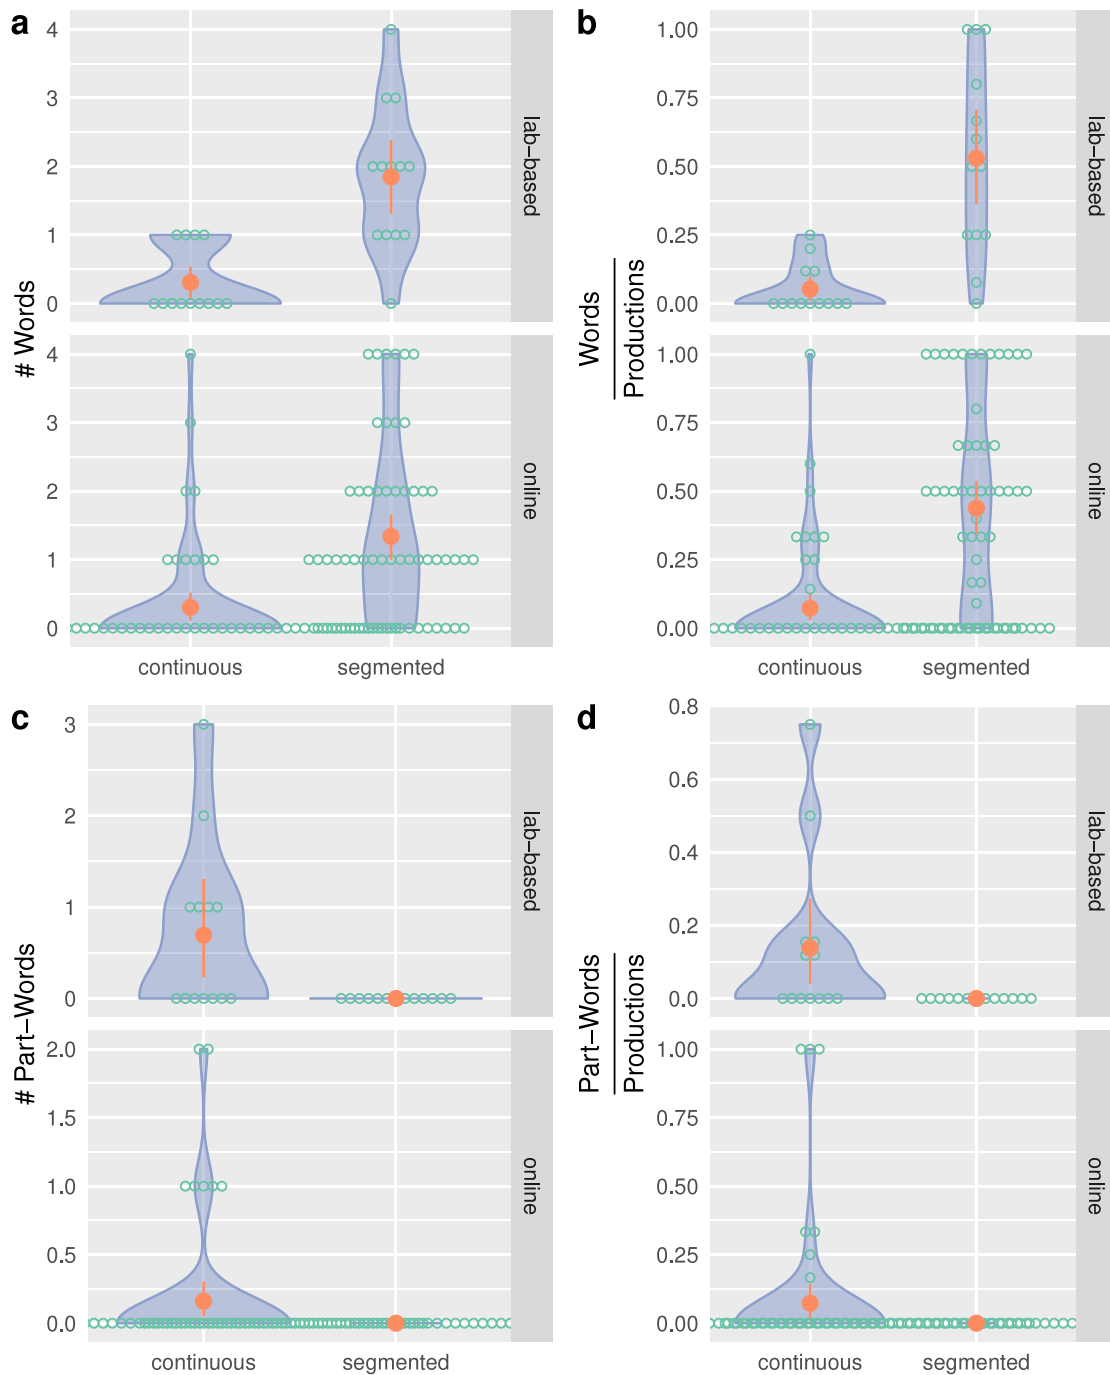 a
# Words
4
3
2
1
0
lab−based
4
3
2
1
0
online
continuous
segmented
b
Words
Productions
1.00
0.75
0.50
0.25
0.00
lab−based
1.00
0.75
0.50
0.25
0.00
online
continuous
segmented
c
# Part−Words
3
2
1
0
lab−based
2.0
1.5
1.0
0.5
0.0
online
continuous
segmented
d
Part−Words
Productions
0.8
0.6
0.4
0.2
0.0
lab−based
1.00
0.75
0.50
0.25
0.00
online
continuous
segmented